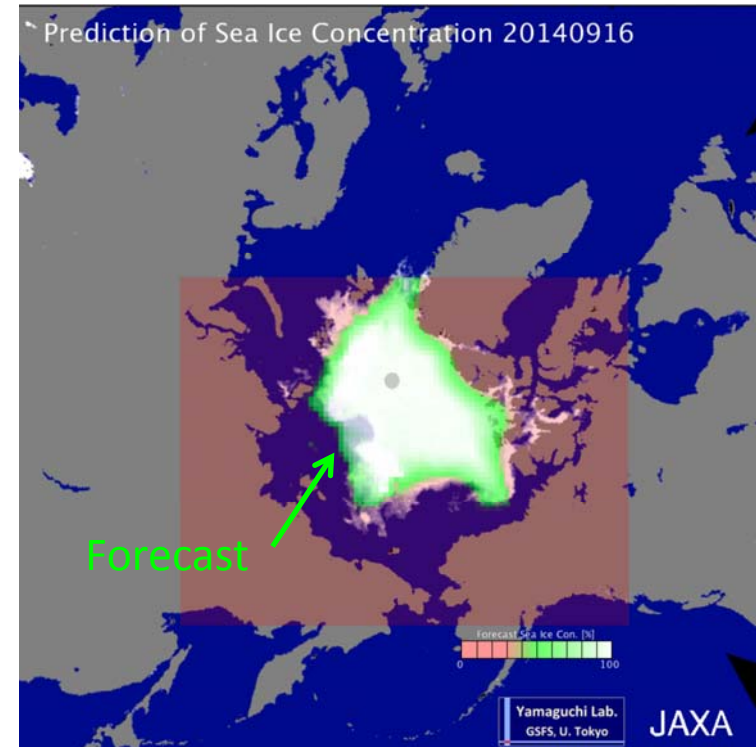 Prediction of Sea Ice Concentration 20140916
Forecast
Forecast Sea Ice Con. [%]
0 100
Yamaguchi Lab.
GSFS, U. Tokyo
JAXA